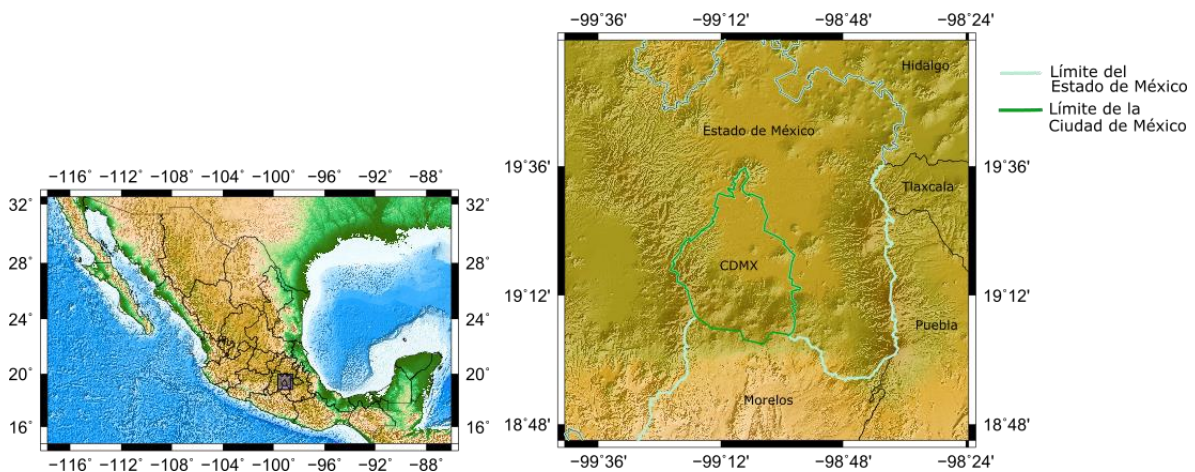 −99°36' −99°12' −98°48' −98°24'
Hidalgo
Límite del
Estado de México
Límite de la
Ciudad de México
Estado de México
19°36' 19°36'
Tlaxcala
CDMX
19°12' 19°12'
Puebla
Morelos
18°48' 18°48'
−99°36' −99°12' −98°48' −98°24'
−116° −112° −108° −104° −100° −96° −92° −88°
32° 32°
28° 28°
24° 24°
20° 20°
16° 16°
−116° −112° −108° −104° −100° −96° −92° −88°